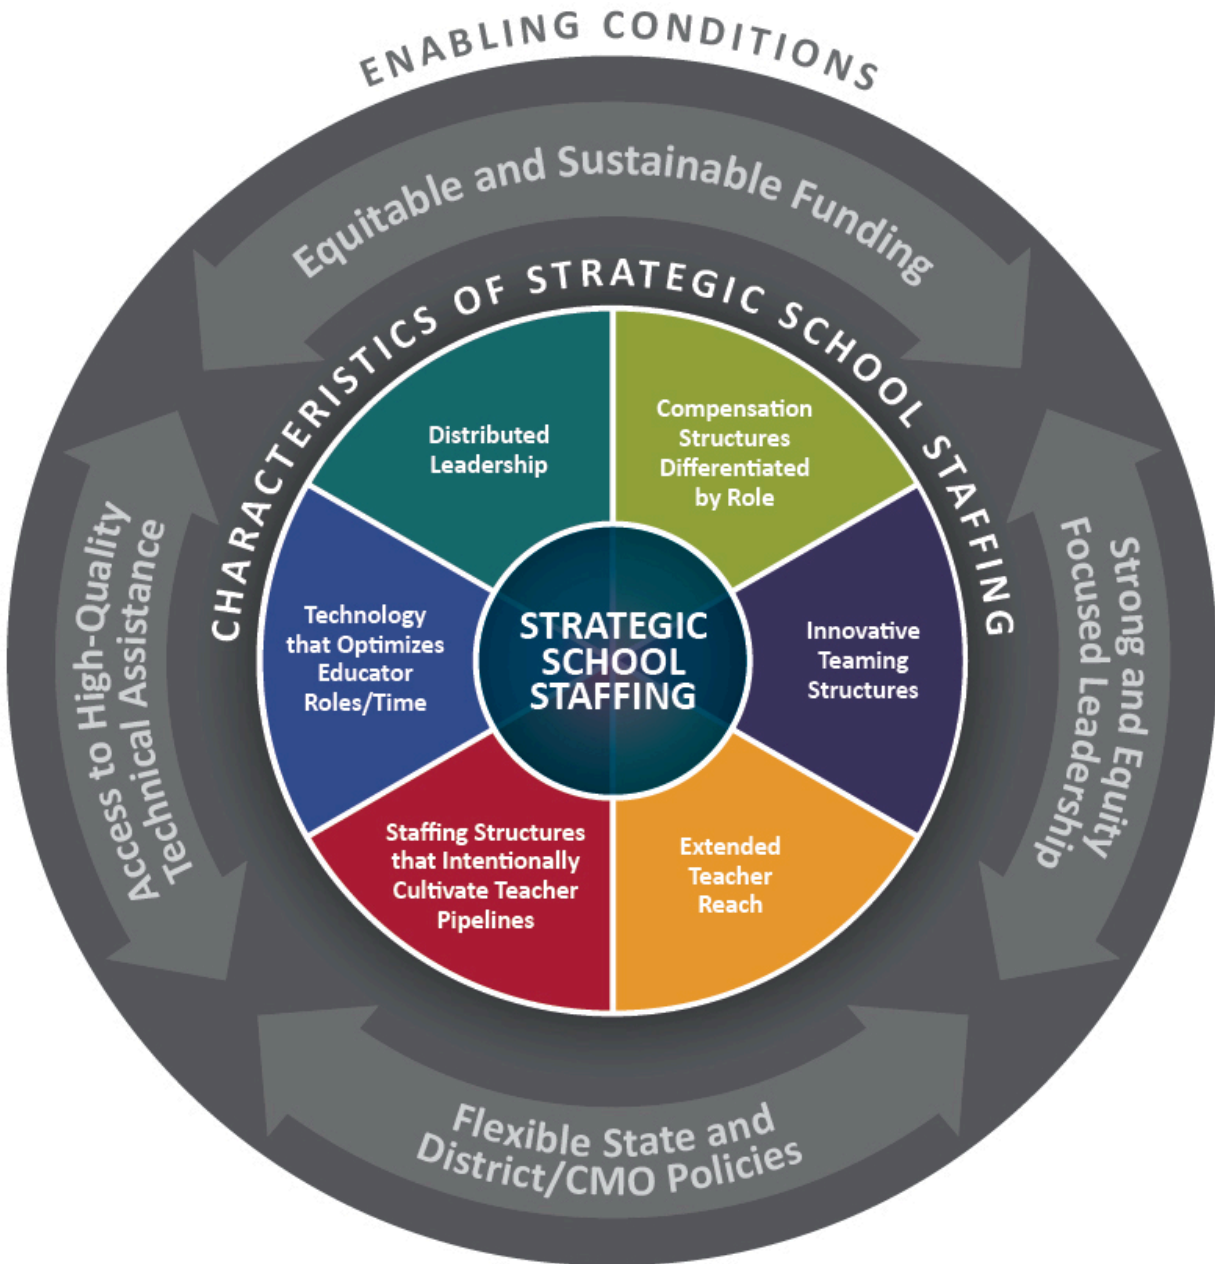 ENABLING CONDITIONS
Equitable and Sustainable Funding
CHARACTERISTICS OF STRATEGIC SCHOOL STAFFING
Distributed
Leadership
Compensation
Structures
Differentiated
by Role
Technology
that Optimizes
Educator
Roles/Time
STRATEGIC
SCHOOL
STAFFING
Innovative
Teaming
Structures
Staffing Structures
that Intentionally
Cultivate Teacher
Pipelines
Extended
Teacher
Reach
Access to High-Quality
Technical Assistance
Strong and Equity
Focused Leadership
Flexible State and
District/CMO Policies